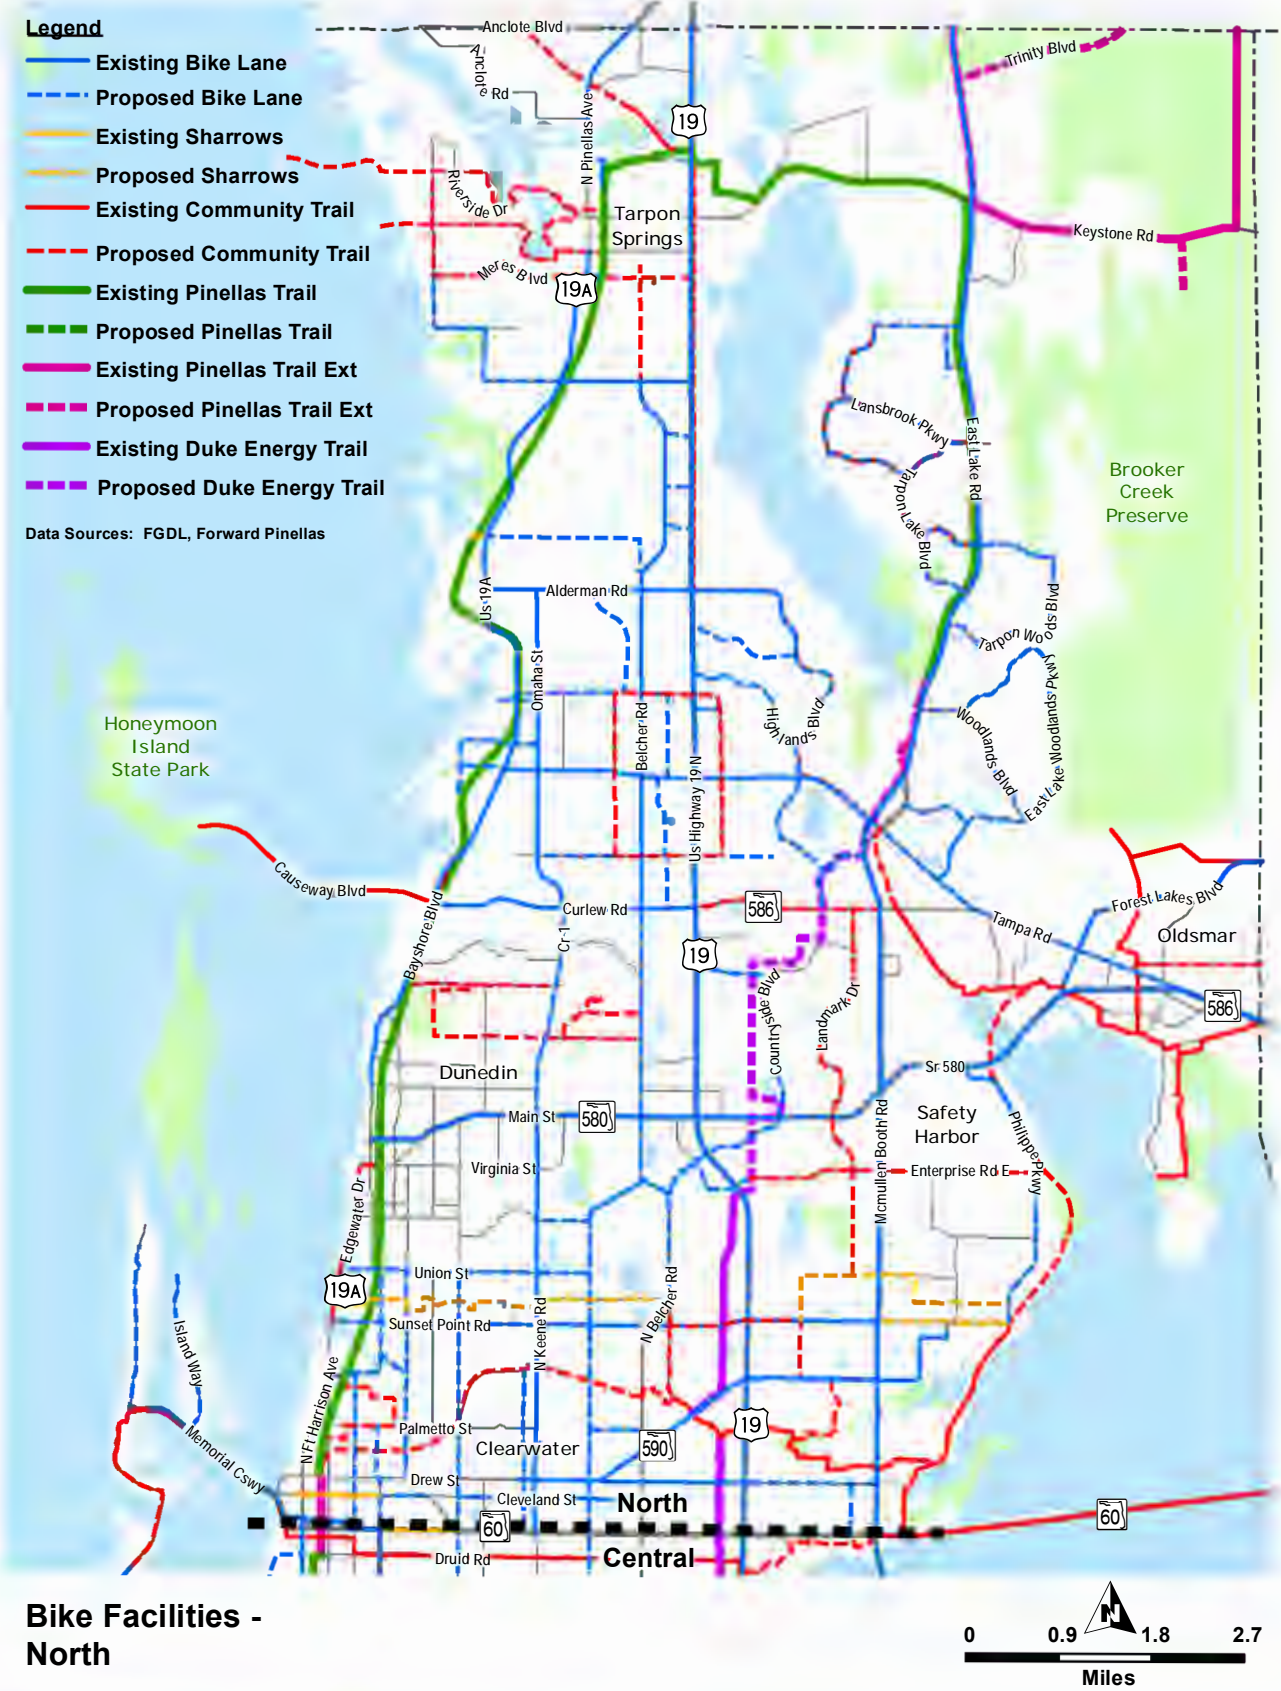 Legend
Existing Bike Lane
Proposed Bike Lane
Existing Sharrows
Proposed Sharrows
Existing Community Trail
Proposed Community Trail
Existing Pinellas Trail
Proposed Pinellas Trail
Existing Pinellas Trail Ext
Proposed Pinellas Trail Ext
Existing Duke Energy Trail
Proposed Duke Energy Trail
Data Sources: FGDL, Forward Pinellas
Anclote Blvd
Anclote Rd
N Pinellas Ave
19
Trinity Blvd
Riverside Dr
Tarpon
Springs
Keystone Rd
Meres Blvd
19A
Lansbrook Pkwy
East Lake Rd
Tarpon Lake Blvd
Brooker
Creek
Preserve
Us 19A
Alderman Rd
Tarpon Woods Blvd
Omaha St
Belcher Rd
Highlands Blvd
Woodlands Blvd
East Lake Woodlands Pkwy
Honeymoon
Island
State Park
Us Highway 19 N
Causeway Blvd
Bayshore Blvd
Curlew Rd
586
Cr-1
19
Tampa Rd
Forest Lakes Blvd
Oldsmar
586
Countryside Blvd
Landmark Dr
Dunedin
Sr 580
Main St
580
Safety
Harbor
Mcmullen Booth Rd
Philippe Pkwy
Virginia St
Enterprise Rd E
Edgewater Dr
Union St
19A
Sunset Point Rd
N Keene Rd
N Belcher Rd
Island Way
N Ft Harrison Ave
Palmetto St
Clearwater
590
19
Memorial Cswy
Drew St
Cleveland St
North
60
60
Druid Rd
Central
Bike Facilities -
North
N
0 0.9 1.8 2.7
Miles